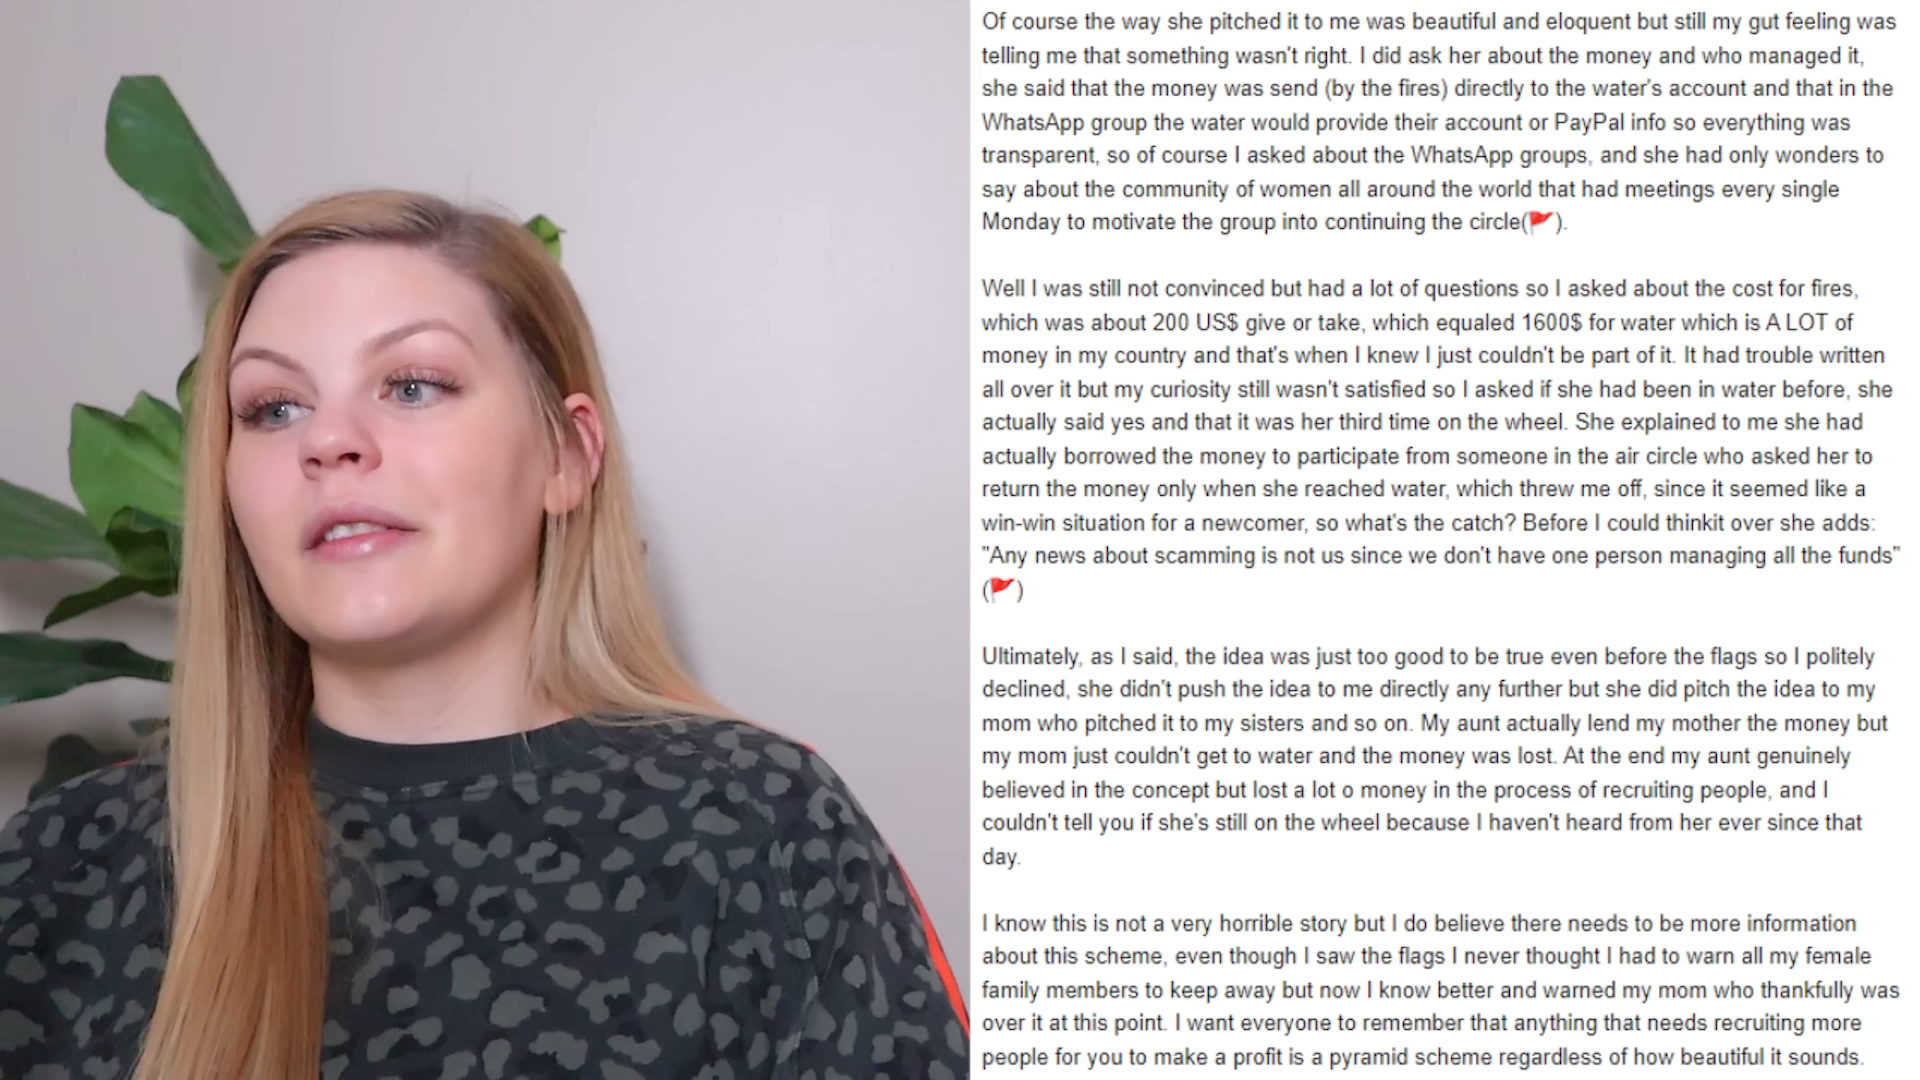 Of course the way she pitched it to me was beautiful and eloquent but still my gut feeling was
telling me that something wasn't right. I did ask her about the money and who managed it,
she said that the money was send (by the fires) directly to the water's account and that in the
WhatsApp group the water would provide their account or PayPal info so everything was
transparent, so of course I asked about the WhatsApp groups, and she had only wonders to
say about the community of women all around the world that had meetings every single
Monday to motivate the group into continuing the circle(🚩).
Well I was still not convinced but had a lot of questions so I asked about the cost for fires,
which was about 200 US$ give or take, which equaled 1600$ for water which is A LOT of
money in my country and that's when I knew I just couldn't be part of it. It had trouble written
all over it but my curiosity still wasn't satisfied so I asked if she had been in water before, she
actually said yes and that it was her third time on the wheel. She explained to me she had
actually borrowed the money to participate from someone in the air circle who asked her to
return the money only when she reached water, which threw me off, since it seemed like a
win-win situation for a newcomer, so what's the catch? Before I could thinkit over she adds:
"Any news about scamming is not us since we don't have one person managing all the funds"
(🚩)
Ultimately, as I said, the idea was just too good to be true even before the flags so I politely
declined, she didn't push the idea to me directly any further but she did pitch the idea to my
mom who pitched it to my sisters and so on. My aunt actually lend my mother the money but
my mom just couldn't get to water and the money was lost. At the end my aunt genuinely
believed in the concept but lost a lot o money in the process of recruiting people, and I
couldn't tell you if she's still on the wheel because I haven't heard from her ever since that
day.
I know this is not a very horrible story but I do believe there needs to be more information
about this scheme, even though I saw the flags I never thought I had to warn all my female
family members to keep away but now I know better and warned my mom who thankfully was
over it at this point. I want everyone to remember that anything that needs recruiting more
people for you to make a profit is a pyramid scheme regardless of how beautiful it sounds.